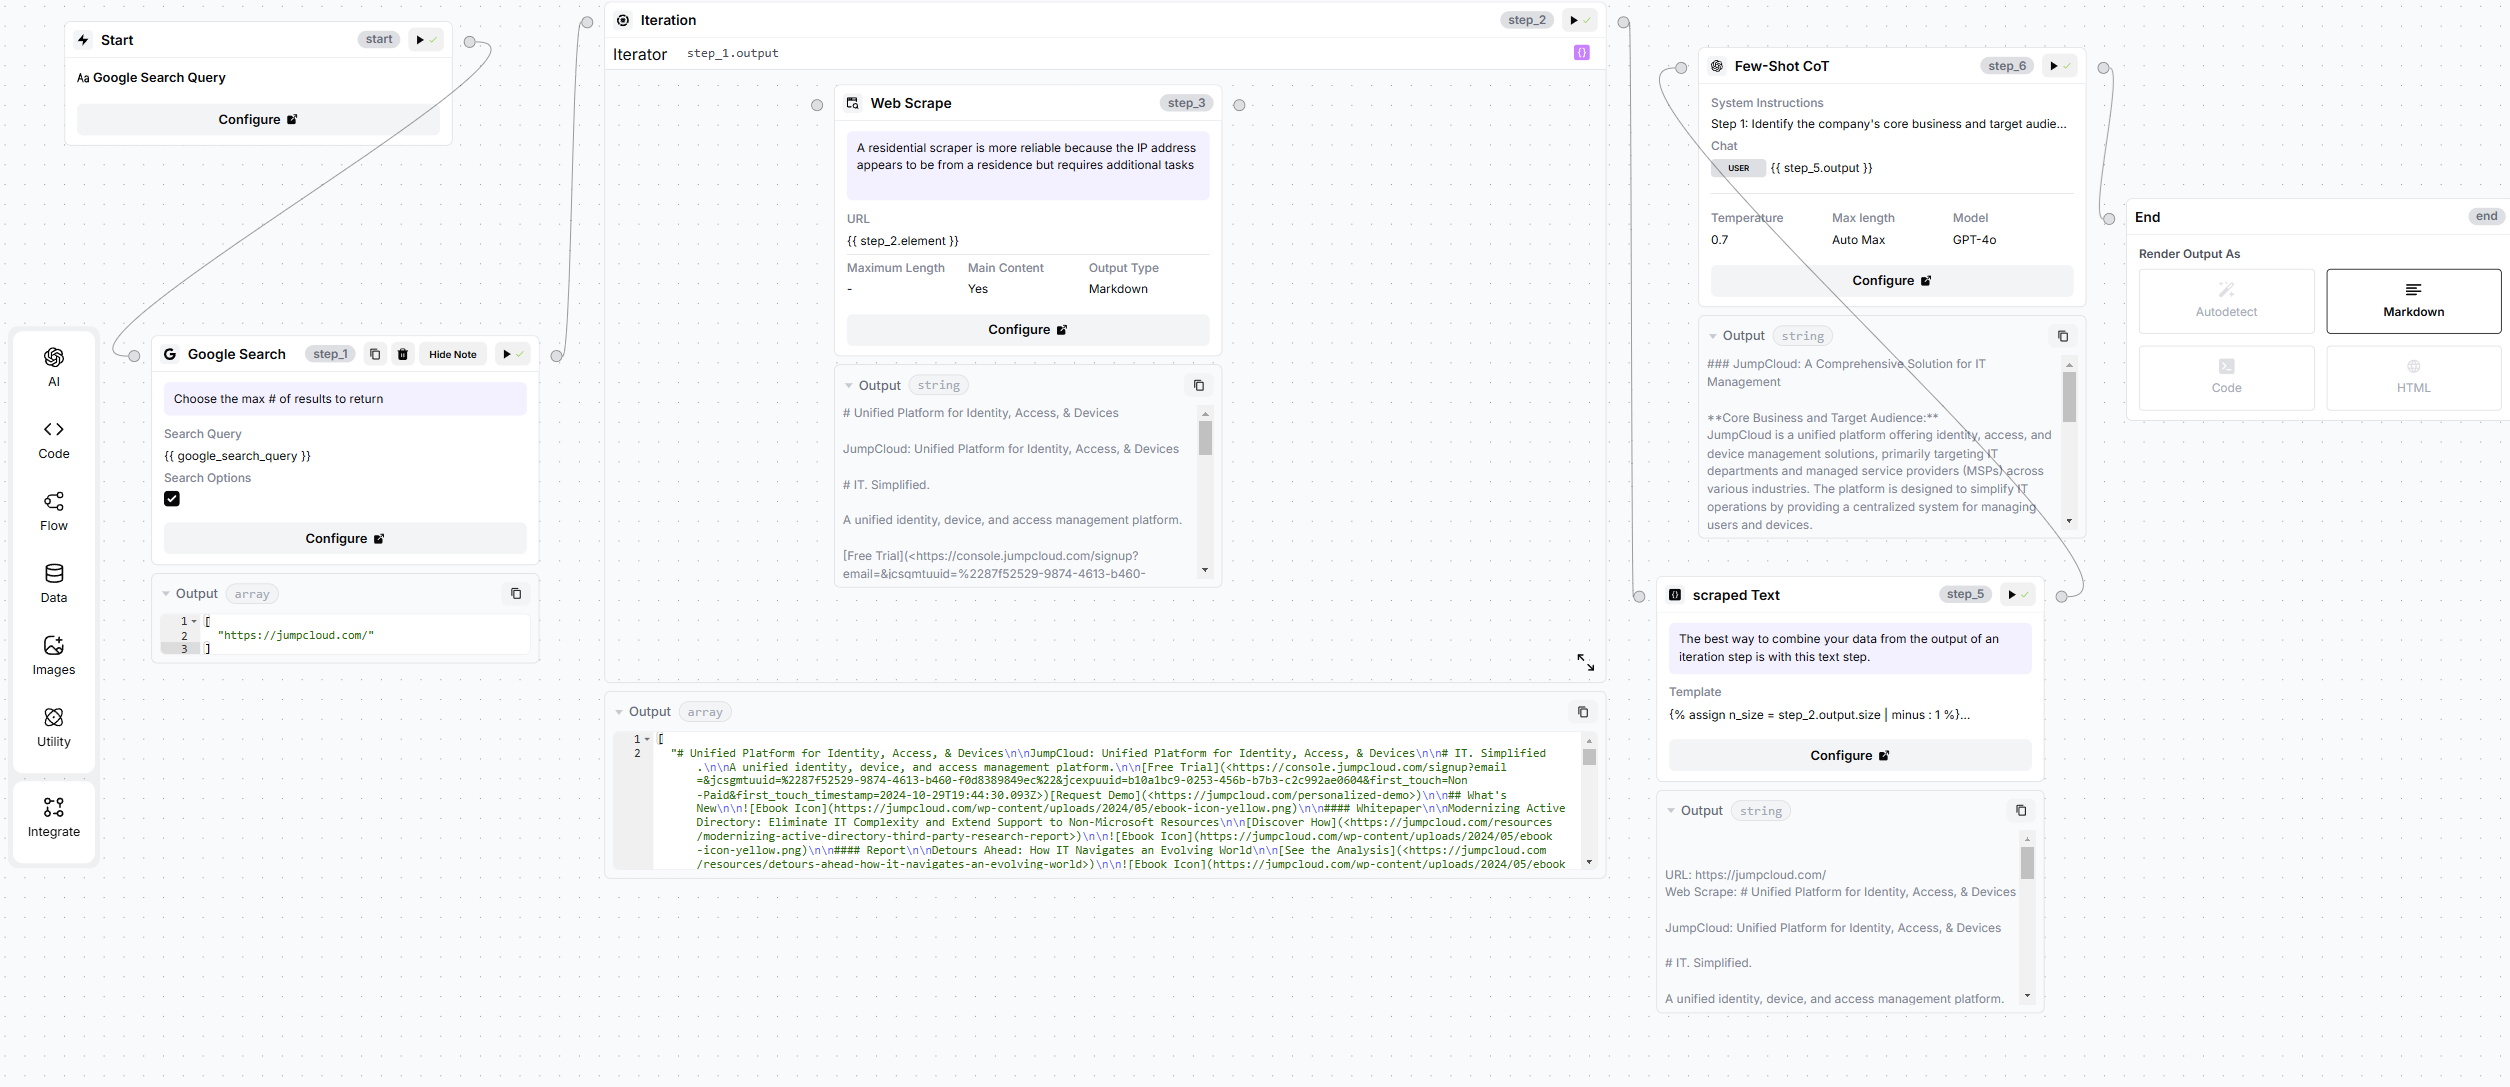 Start
start
Aa Google Search Query
Configure
AI
Code
Flow
Data
Images
Utility
Integrate
Google Search
step_1
Hide Note
Choose the max # of results to return
Search Query
{{ google_search_query }}
Search Options
Configure
Output
array
1
[
2
"https://jumpcloud.com/"
3
]
Iteration
step_2
Iterator
step_1.output
{}
Web Scrape
step_3
A residential scraper is more reliable because the IP address
appears to be from a residence but requires additional tasks
URL
{{ step_2.element }}
Maximum Length
Main Content
Output Type
-
Yes
Markdown
Configure
Output
string
# Unified Platform for Identity, Access, & Devices
JumpCloud: Unified Platform for Identity, Access, & Devices
# IT. Simplified.
A unified identity, device, and access management platform.
[Free Trial](<https://console.jumpcloud.com/signup?
email=&jcsgmtuuid=%2287f52529-9874-4613-b460-
Output
array
1
[
2
"# Unified Platform for Identity, Access, & Devices\n\nJumpCloud: Unified Platform for Identity, Access, & Devices\n\n# IT. Simplified
.\n\nA unified identity, device, and access management platform.\n\n[Free Trial](<https://console.jumpcloud.com/signup?email
=&jcsgmtuuid=%2287f52529-9874-4613-b460-f0d8389849ec%22&jcexpuuid=b10a1bc9-0253-456b-b7b3-c2c992ae0604&first_touch=Non
-Paid&first_touch_timestamp=2024-10-29T19:44:30.093Z>)[Request Demo](<https://jumpcloud.com/personalized-demo>)\n\n## What's
New\n\n![Ebook Icon](https://jumpcloud.com/wp-content/uploads/2024/05/ebook-icon-yellow.png)\n\n#### Whitepaper\n\nModernizing Active
Directory: Eliminate IT Complexity and Extend Support to Non-Microsoft Resources\n\n[Discover How](<https://jumpcloud.com/resources
/modernizing-active-directory-third-party-research-report>)\n\n![Ebook Icon](https://jumpcloud.com/wp-content/uploads/2024/05/ebook
-icon-yellow.png)\n\n#### Report\n\nDetours Ahead: How IT Navigates an Evolving World\n\n[See the Analysis](<https://jumpcloud.com
/resources/detours-ahead-how-it-navigates-an-evolving-world>)\n\n![Ebook Icon](https://jumpcloud.com/wp-content/uploads/2024/05/ebook
Few-Shot CoT
step_6
System Instructions
Step 1: Identify the company's core business and target audie...
Chat
USER
{{ step_5.output }}
Temperature
Max length
Model
0.7
Auto Max
GPT-4o
Configure
Output
string
### JumpCloud: A Comprehensive Solution for IT
Management
**Core Business and Target Audience:**
JumpCloud is a unified platform offering identity, access, and
device management solutions, primarily targeting IT
departments and managed service providers (MSPs) across
various industries. The platform is designed to simplify IT
operations by providing a centralized system for managing
users and devices.
scraped Text
step_5
The best way to combine your data from the output of an
iteration step is with this text step.
Template
{% assign n_size = step_2.output.size | minus : 1 %}...
Configure
Output
string
URL: https://jumpcloud.com/
Web Scrape: # Unified Platform for Identity, Access, & Devices
JumpCloud: Unified Platform for Identity, Access, & Devices
# IT. Simplified.
A unified identity, device, and access management platform.
End
end
Render Output As
Autodetect
Markdown
Code
HTML